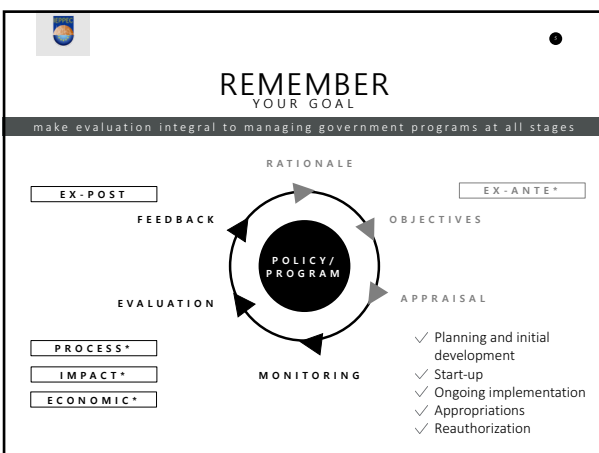 IEPPEC
5
REMEMBER
YOUR GOAL
make evaluation integral to managing government programs at all stages
RATIONALE
EX-POST
EX-ANTE*
FEEDBACK
OBJECTIVES
POLICY/
PROGRAM
EVALUATION
APPRAISAL
PROCESS*
IMPACT*
ECONOMIC*
MONITORING
✓ Planning and initial
development
✓ Start-up
✓ Ongoing implementation
✓ Appropriations
✓ Reauthorization